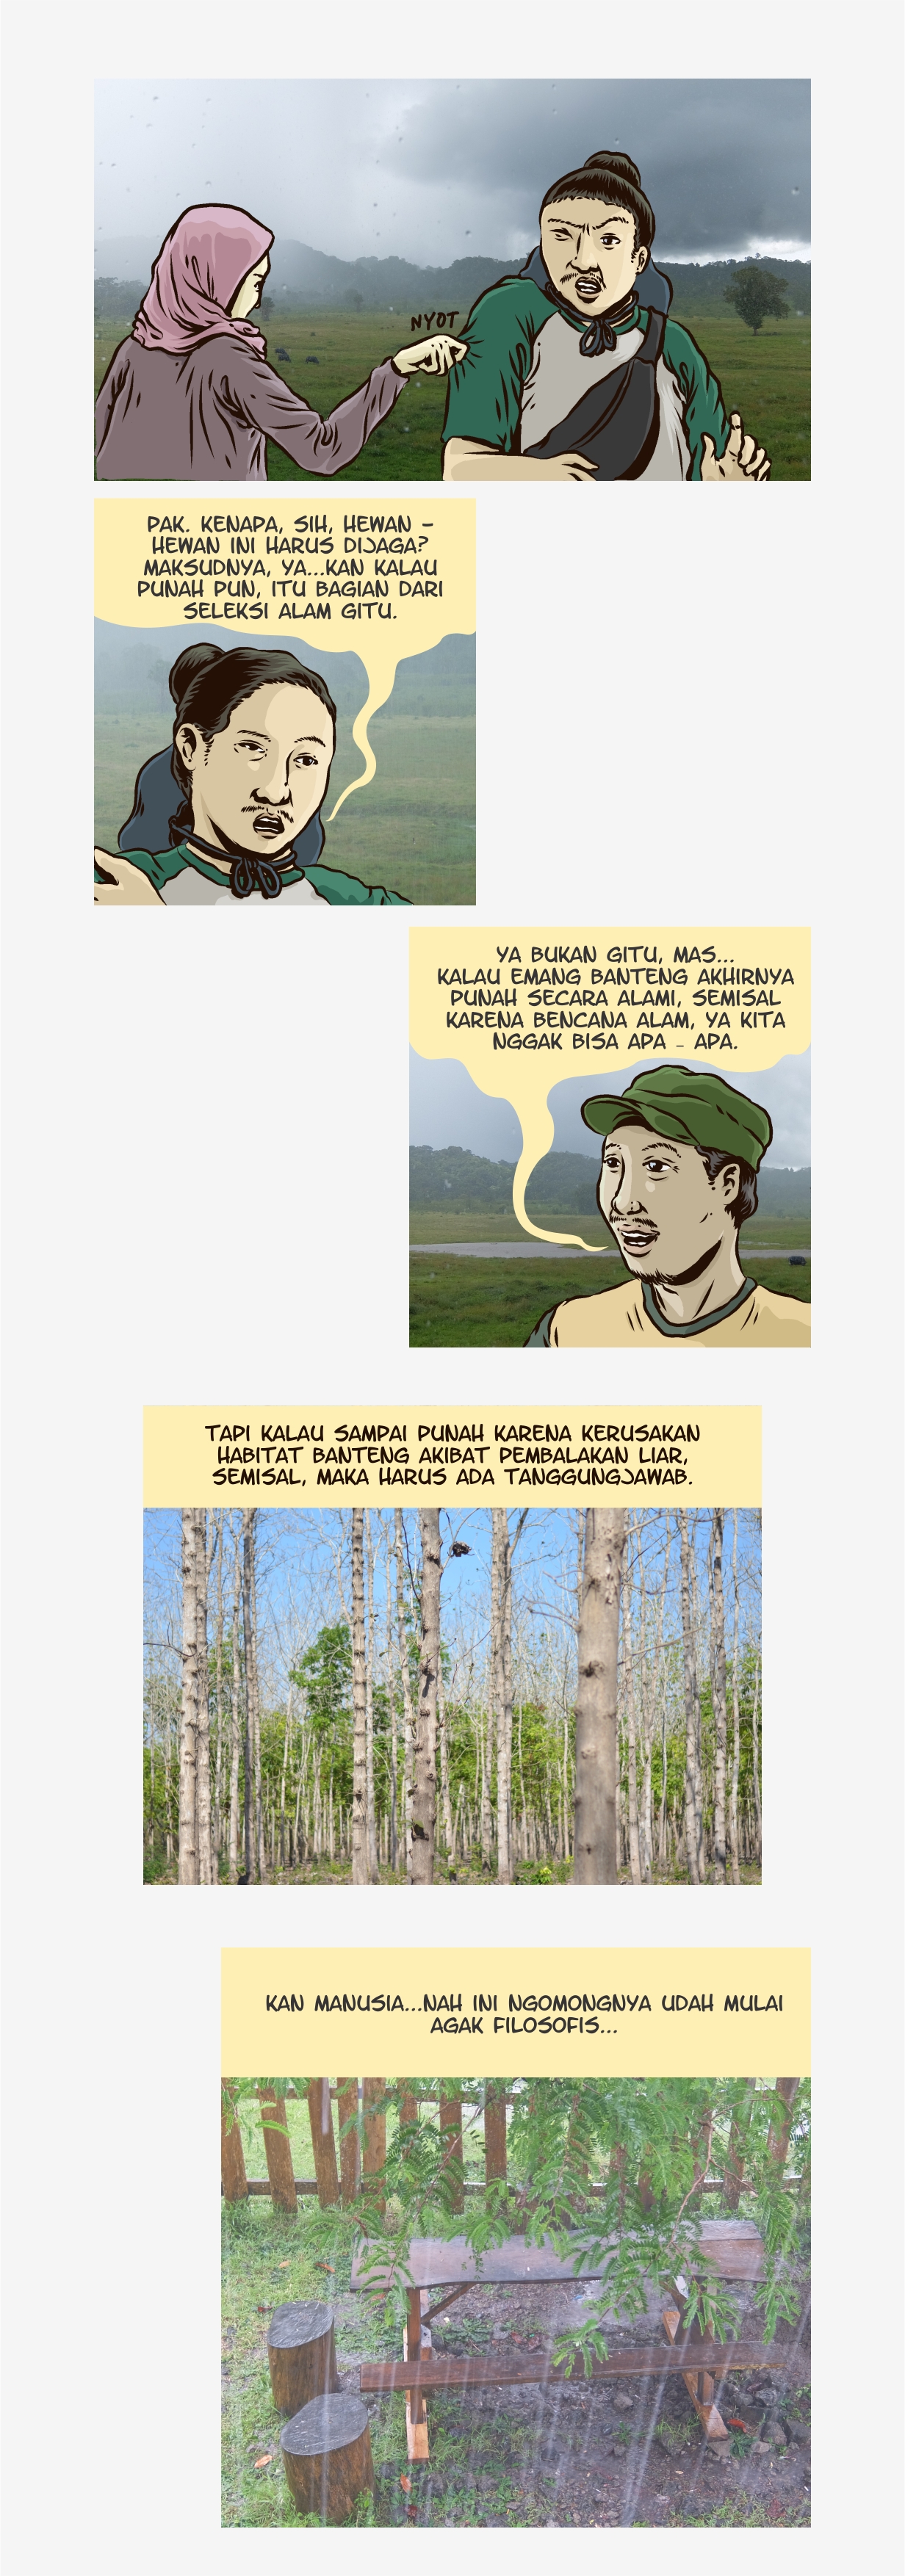 NYOT
PAK. KENAPA, SIH, HEWAN -
HEWAN INI HARUS DIJAGA?
MAKSUDNYA, YA...KAN KALAU
PUNAH PUN, ITU BAGIAN DARI
SELEKSI ALAM GITU.
YA BUKAN GITU, MAS...
KALAU EMANG BANTENG AKHIRNYA
PUNAH SECARA ALAMI, SEMISAL
KARENA BENCANA ALAM, YA KITA
NGGAK BISA APA - APA.
TAPI KALAU SAMPAI PUNAH KARENA KERUSAKAN
HABITAT BANTENG AKIBAT PEMBALAKAN LIAR,
SEMISAL, MAKA HARUS ADA TANGGUNGJAWAB.
KAN MANUSIA...NAH INI NGOMONGNYA UDAH MULAI
AGAK FILOSOFIS...